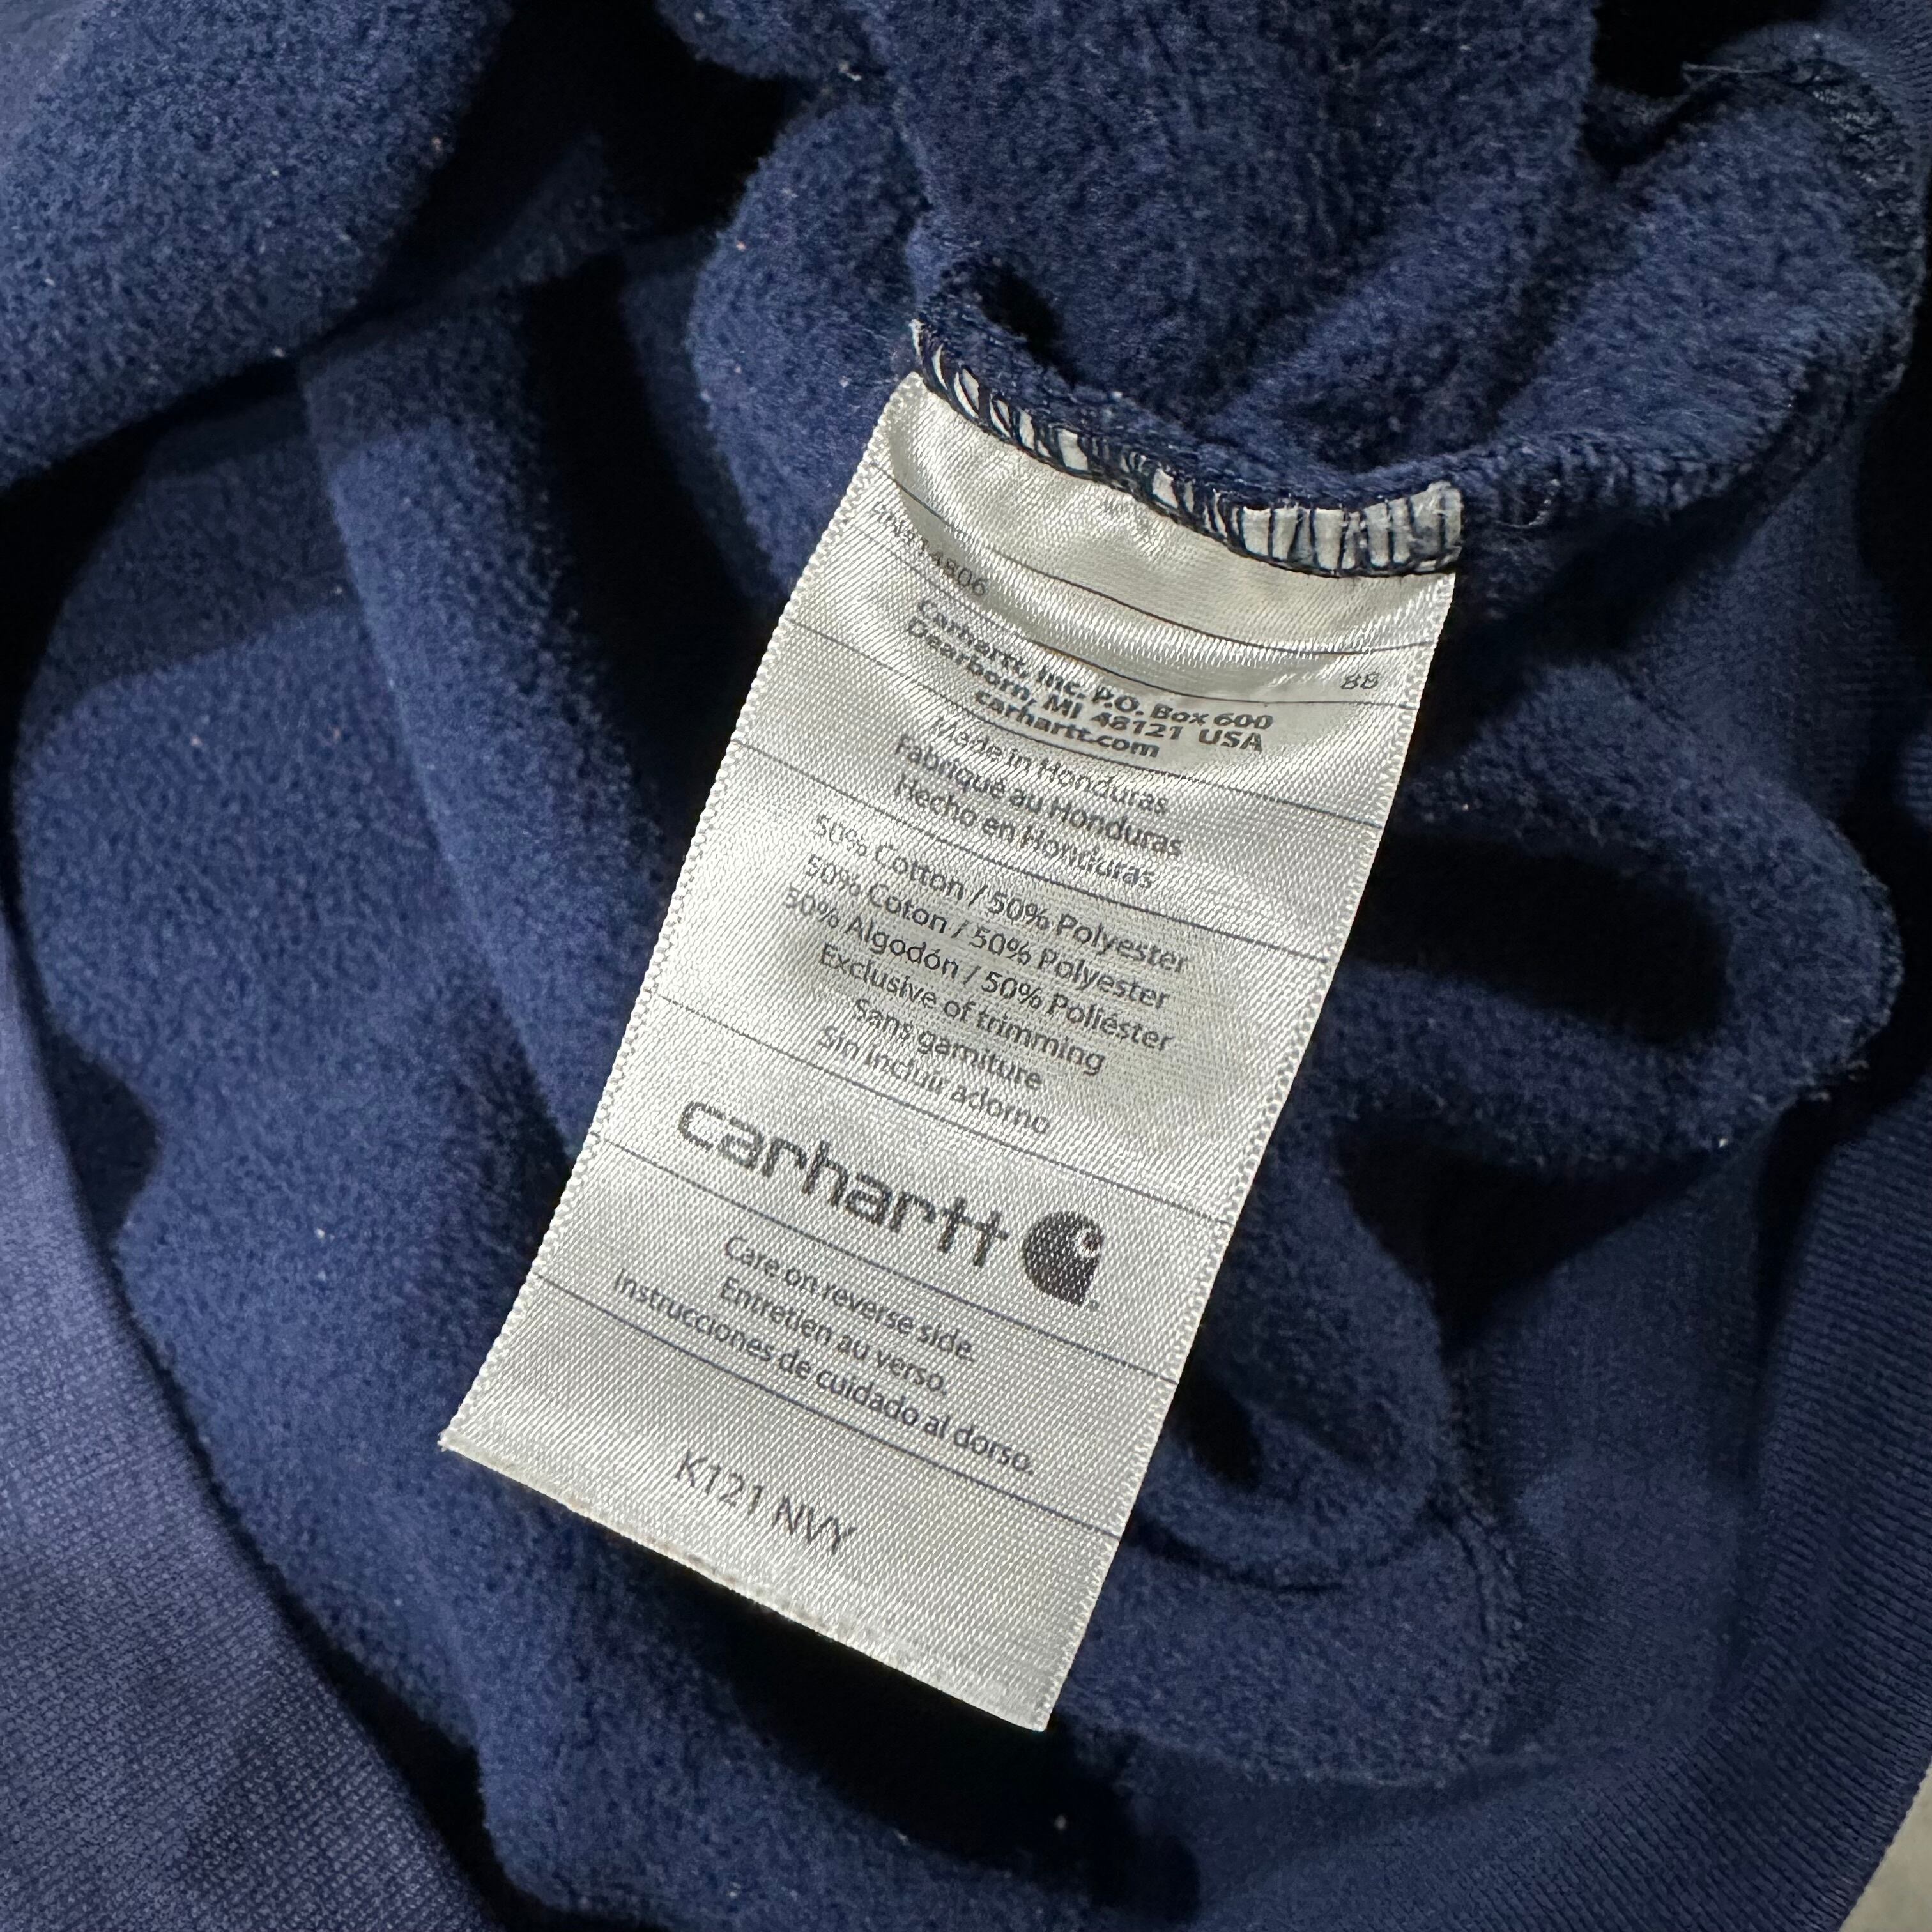 88
Carhartt, Inc. P.O. Box 600
Dearborn, MI 48121 USA
carhartt.com
Made in Honduras
Fabriqué au Honduras
Hecho en Honduras
50% Cotton / 50% Polyester
50% Coton / 50% Polyester
50% Algodón / 50% Poliéster
Exclusive of trimming
Sans garniture
Sin incluir adorno
carhartt
Care on reverse side.
Entretien au verso.
Instrucciones de cuidado al dorso.
K121 NVY